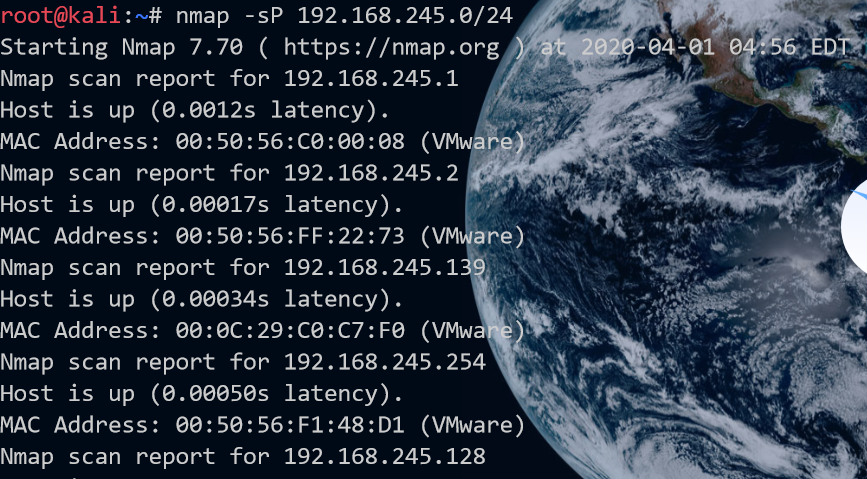 root@kali:~# nmap -sP 192.168.245.0/24
Starting Nmap 7.70 ( https://nmap.org ) at 2020-04-01 04:56 EDT
Nmap scan report for 192.168.245.1
Host is up (0.0012s latency).
MAC Address: 00:50:56:C0:00:08 (VMware)
Nmap scan report for 192.168.245.2
Host is up (0.00017s latency).
MAC Address: 00:50:56:FF:22:73 (VMware)
Nmap scan report for 192.168.245.139
Host is up (0.00034s latency).
MAC Address: 00:0C:29:C0:C7:F0 (VMware)
Nmap scan report for 192.168.245.254
Host is up (0.00050s latency).
MAC Address: 00:50:56:F1:48:D1 (VMware)
Nmap scan report for 192.168.245.128